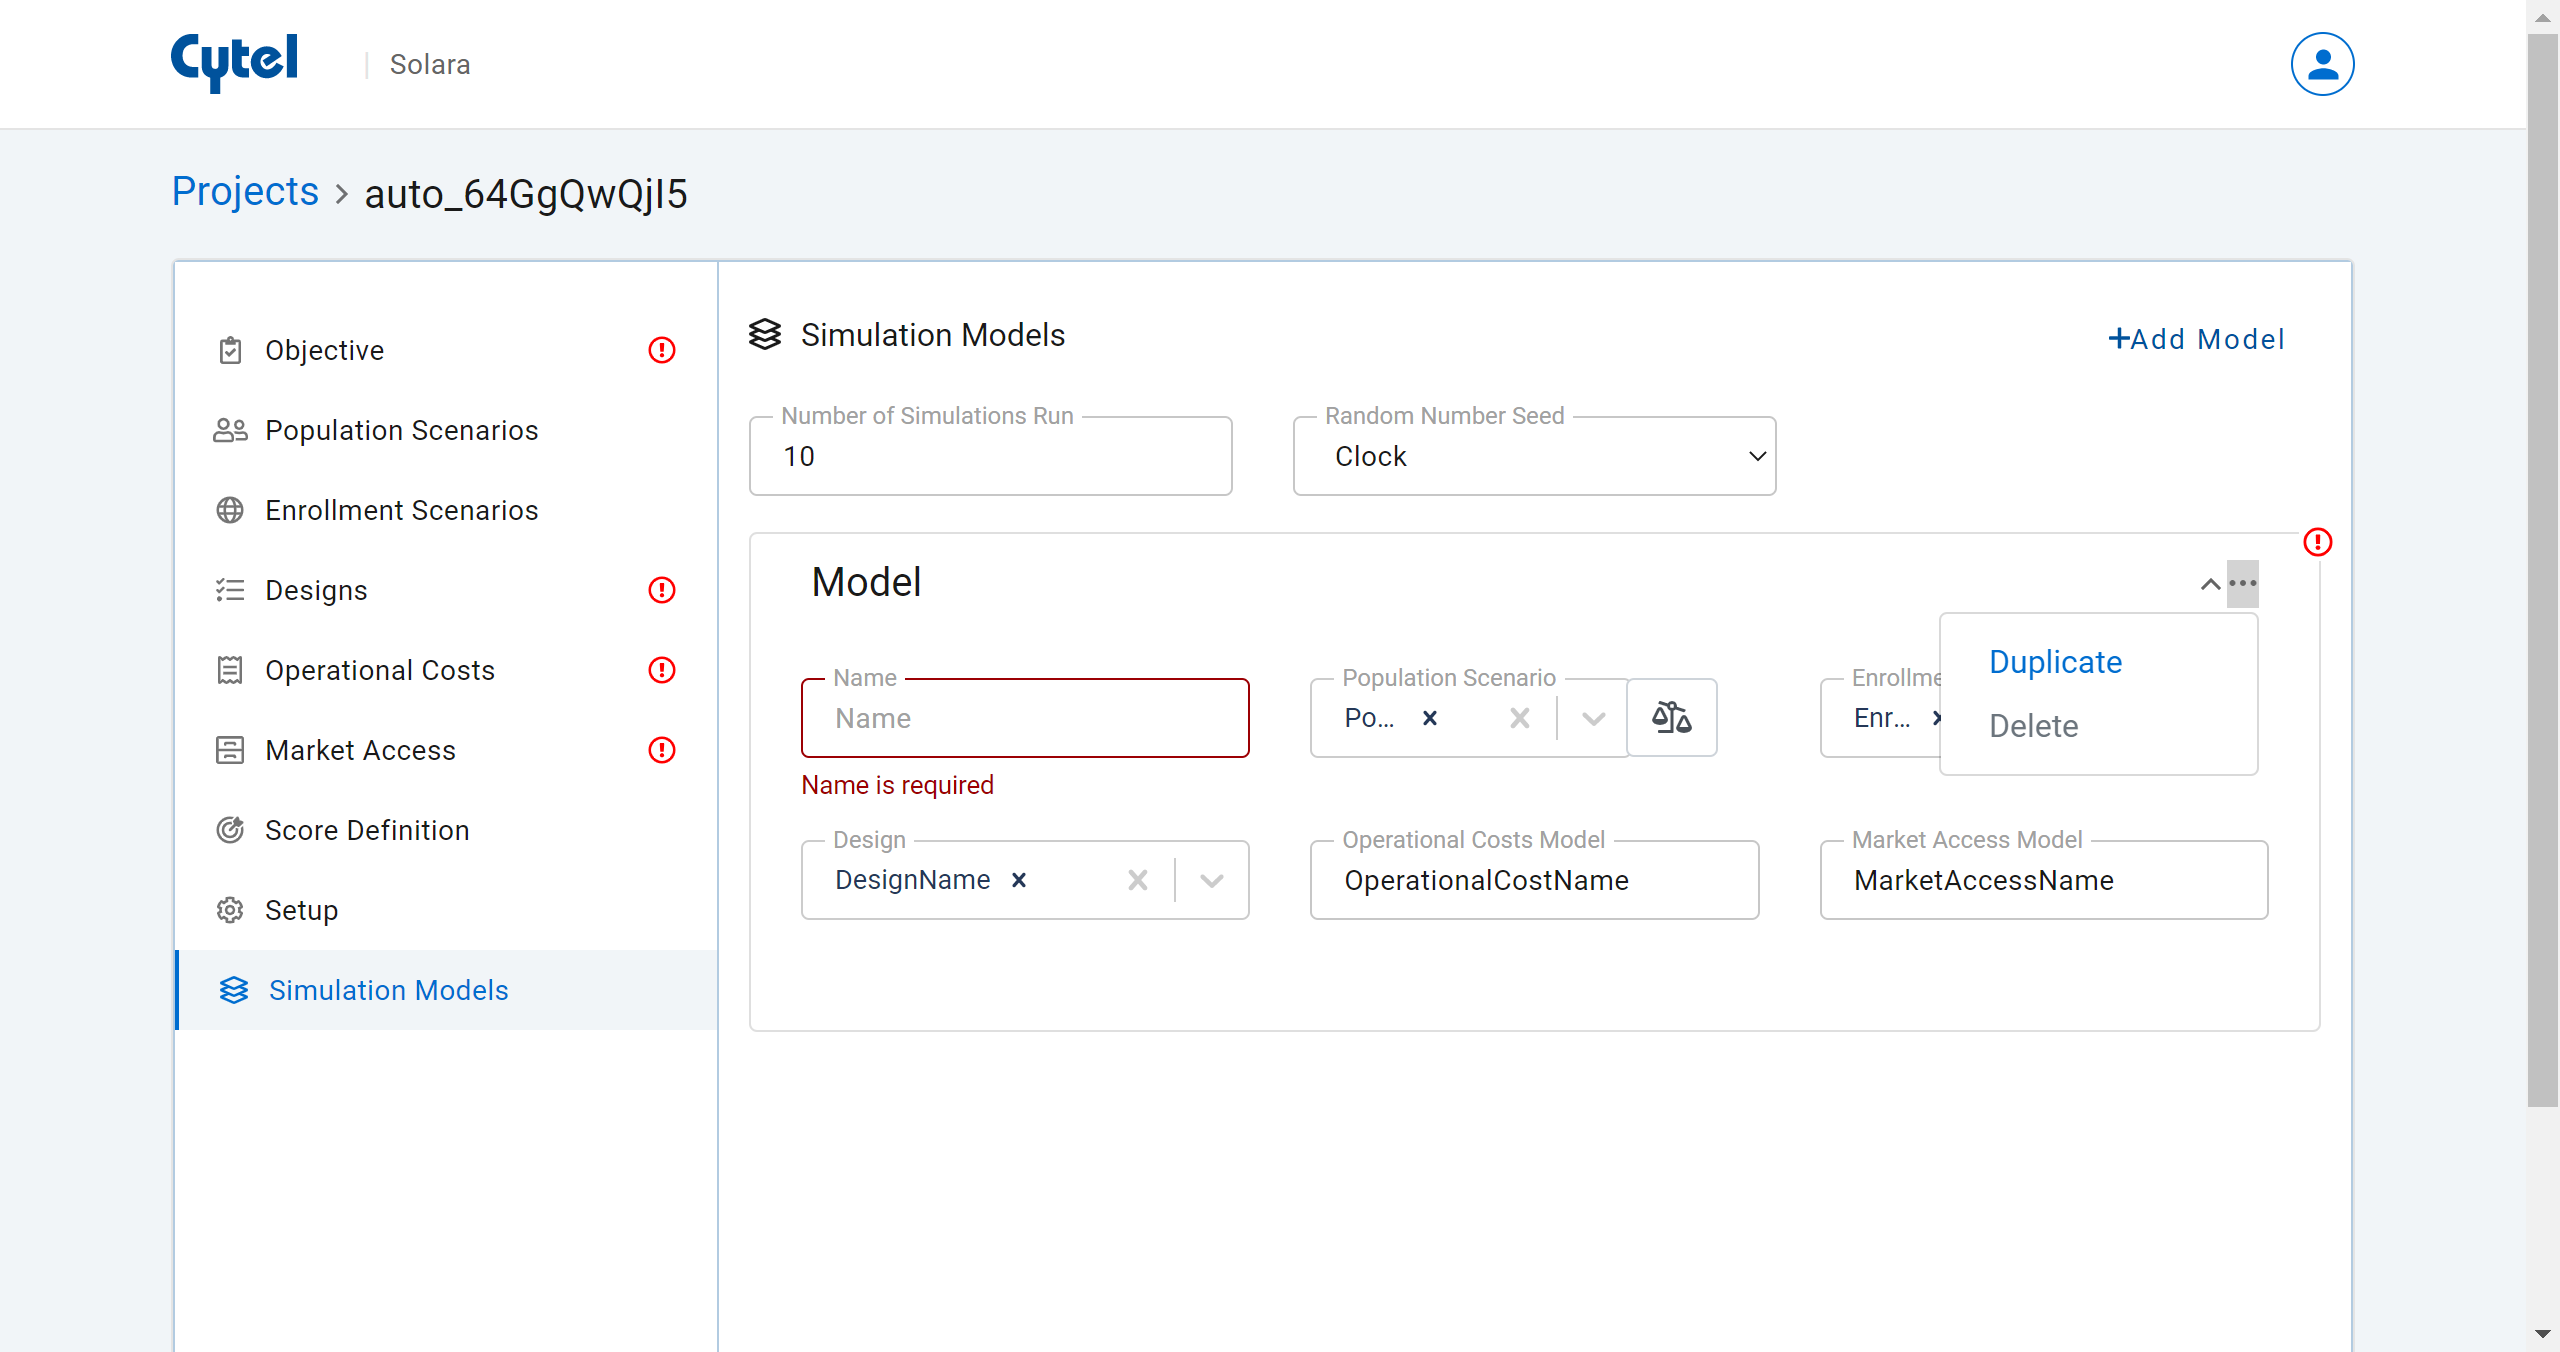 Cytel
Solara
Projects > auto_64GgQwQjI5
Objective
Population Scenarios
Enrollment Scenarios
Designs
Operational Costs
Market Access
Score Definition
Setup
Simulation Models
Simulation Models
+Add Model
Number of Simulations Run
10
Random Number Seed
Clock
Model
Duplicate
Delete
Name
Name
Name is required
Population Scenario
Po...
Enrollme
Enr...
Design
DesignName
Operational Costs Model
OperationalCostName
Market Access Model
MarketAccessName